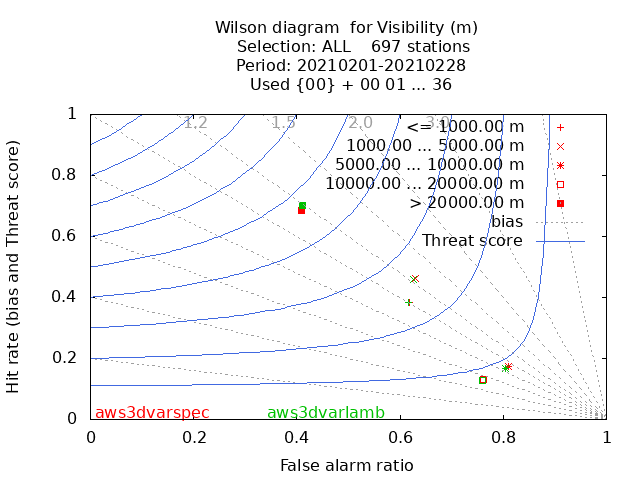 Wilson diagram  for Visibility (m)
Selection: ALL    697 stations
Period: 20210201-20210228
Used {00} + 00 01 ... 36
1.2 1.5 2.0 3.0
<= 1000.00 m
1000.00 ... 5000.00 m
5000.00 ... 10000.00 m
10000.00 ... 20000.00 m
> 20000.00 m
bias
Threat score
Hit rate (bias and Threat score)
1
0.8
0.6
0.4
0.2
0
aws3dvarspec aws3dvarlamb
0 0.2 0.4 0.6 0.8 1
False alarm ratio